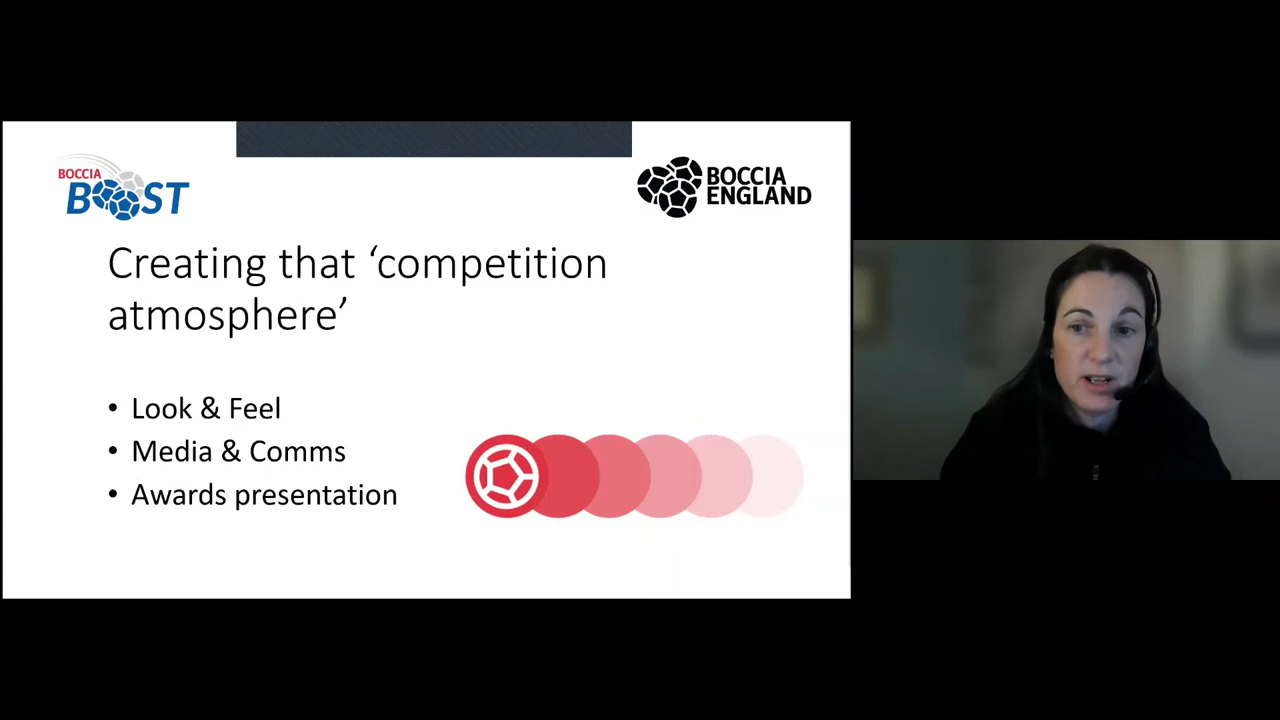 BOCCIA
BOOST
BOCCIA
ENGLAND
Creating that ‘competition
atmosphere’
• Look & Feel
• Media & Comms
• Awards presentation